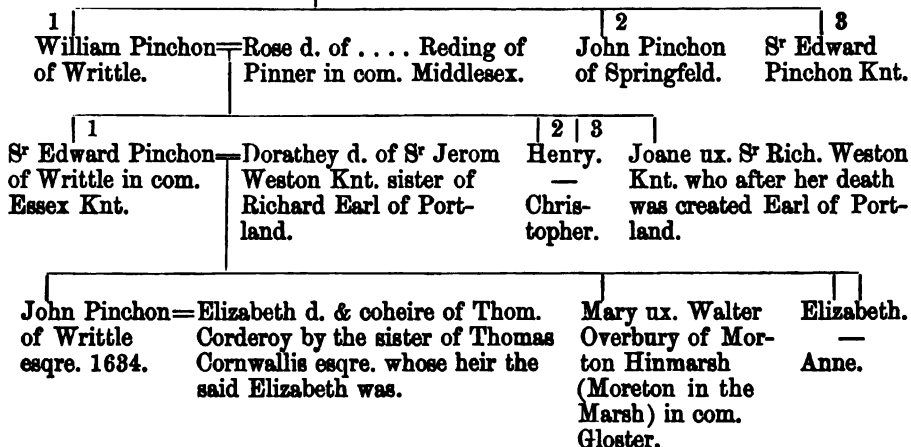 1
William Pinchon=Rose d. of .... Reding of
of Writtle. Pinner in com. Middlesex.
2
John Pinchon
of Springfeld.
3
Sr Edward
Pinchon Knt.
1
Sr Edward Pinchon=Dorathey d. of Sr Jerom
of Writtle in com. Weston Knt. sister of
Essex Knt. Richard Earl of Port-
land.
2 3
Henry.
—
Chris-
topher.
Joane ux. Sr Rich. Weston
Knt. who after her death
was created Earl of Port-
land.
John Pinchon=Elizabeth d. & coheire of Thom.
of Writtle Corderoy by the sister of Thomas
esqre. 1634. Cornwallis esqre. whose heir the
said Elizabeth was.
Mary ux. Walter
Overbury of Mor-
ton Hinmarsh
(Moreton in the
Marsh) in com.
Gloster.
Elizabeth.
—
Anne.